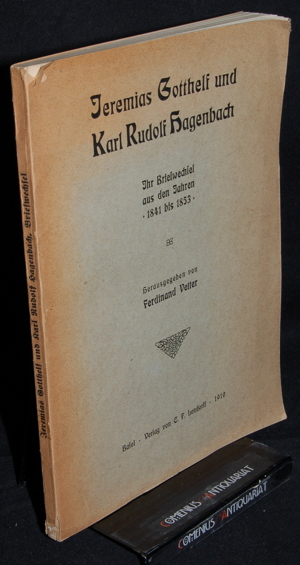 Jeremias Gotthelf und
Karl Rudolf Hagenbach
Ihr Briefwechsel
aus den Jahren
· 1841 bis 1853 ·
Herausgegeben von
Ferdinand Vetter
Basel · Verlag von C. F. Lendorff · 1910
Jeremias Gotthelf und Karl Rudolf Hagenbach, Briefwechsel
COMENIUS ANTIQUARIAT
COMENIUS ANTIQUARIAT